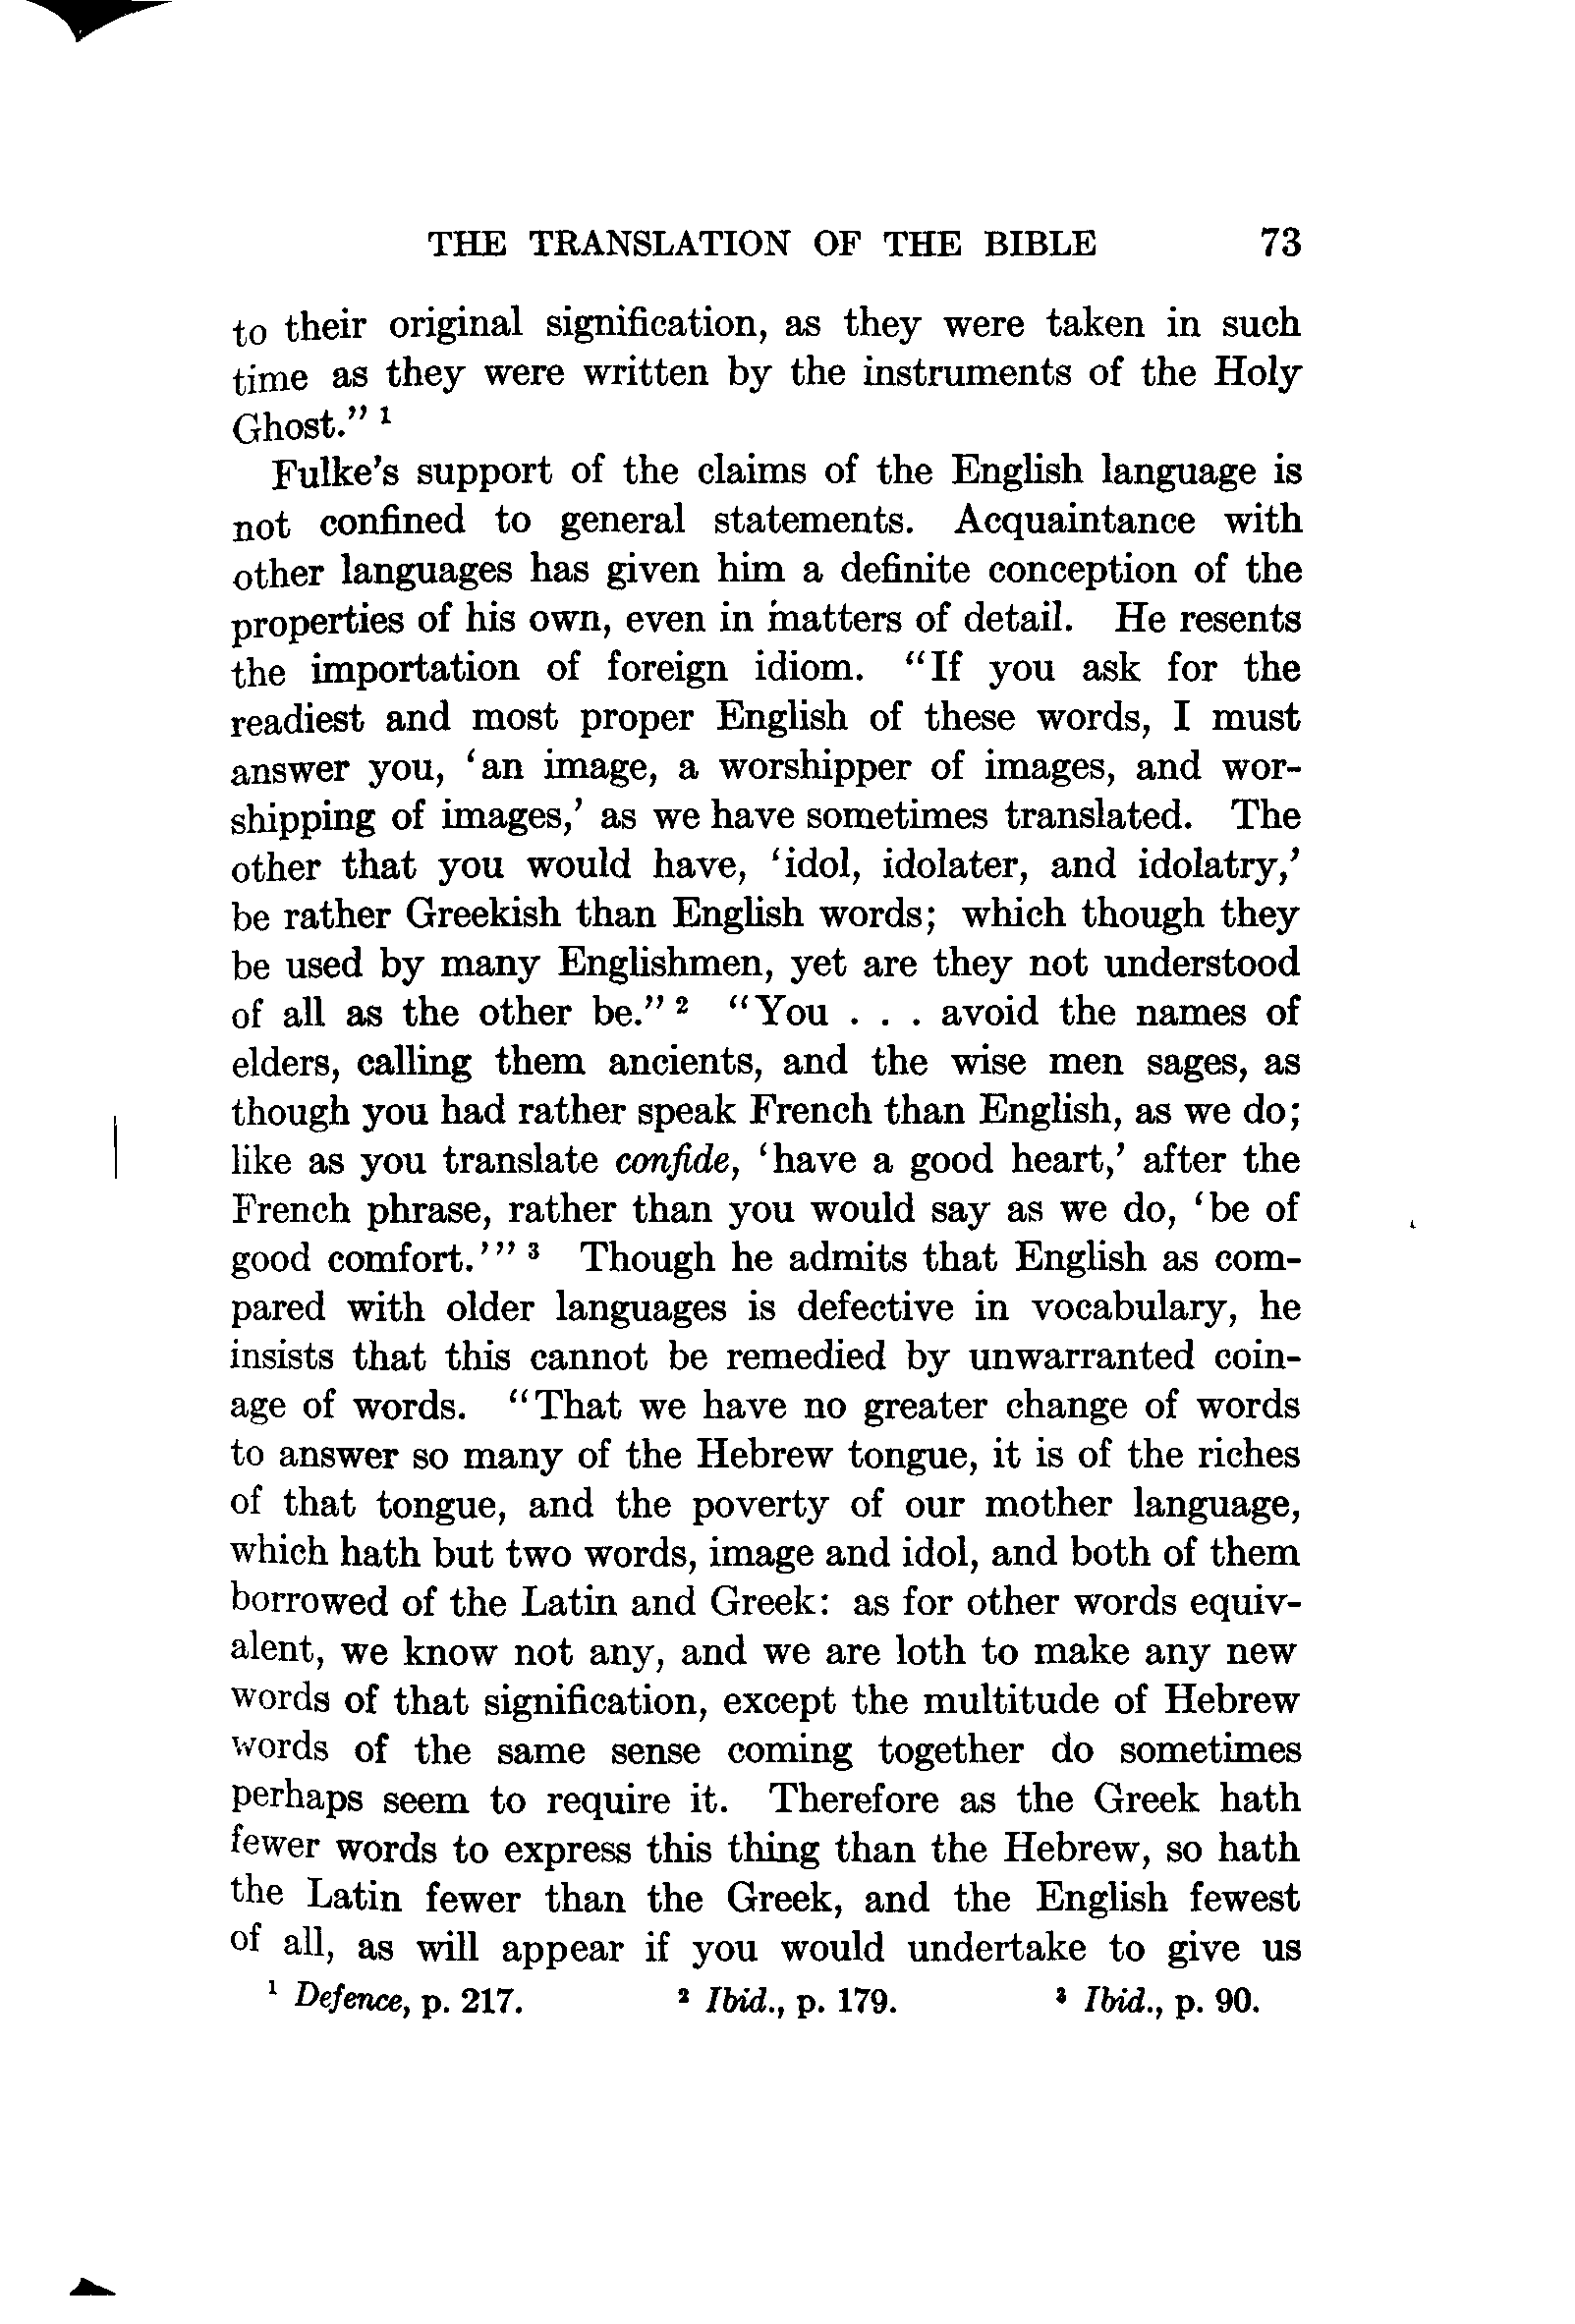 THE TRANSLATION OF THE BIBLE 73
to their original signification, as they were taken in such
time as they were written by the instruments of the Holy
Ghost.” ¹
Fulke’s support of the claims of the English language is
not confined to general statements. Acquaintance with
other languages has given him a definite conception of the
properties of his own, even in matters of detail. He resents
the importation of foreign idiom. “If you ask for the
readiest and most proper English of these words, I must
answer you, ‘an image, a worshipper of images, and wor-
shipping of images,’ as we have sometimes translated. The
other that you would have, ‘idol, idolater, and idolatry,’
be rather Greekish than English words; which though they
be used by many Englishmen, yet are they not understood
of all as the other be.” ² “You . . . avoid the names of
elders, calling them ancients, and the wise men sages, as
though you had rather speak French than English, as we do;
like as you translate confide, ‘have a good heart,’ after the
French phrase, rather than you would say as we do, ‘be of
good comfort.’” ³ Though he admits that English as com-
pared with older languages is defective in vocabulary, he
insists that this cannot be remedied by unwarranted coin-
age of words. “That we have no greater change of words
to answer so many of the Hebrew tongue, it is of the riches
of that tongue, and the poverty of our mother language,
which hath but two words, image and idol, and both of them
borrowed of the Latin and Greek: as for other words equiv-
alent, we know not any, and we are loth to make any new
words of that signification, except the multitude of Hebrew
words of the same sense coming together do sometimes
perhaps seem to require it. Therefore as the Greek hath
fewer words to express this thing than the Hebrew, so hath
the Latin fewer than the Greek, and the English fewest
of all, as will appear if you would undertake to give us
¹ Defence, p. 217. ² Ibid., p. 179. ³ Ibid., p. 90.